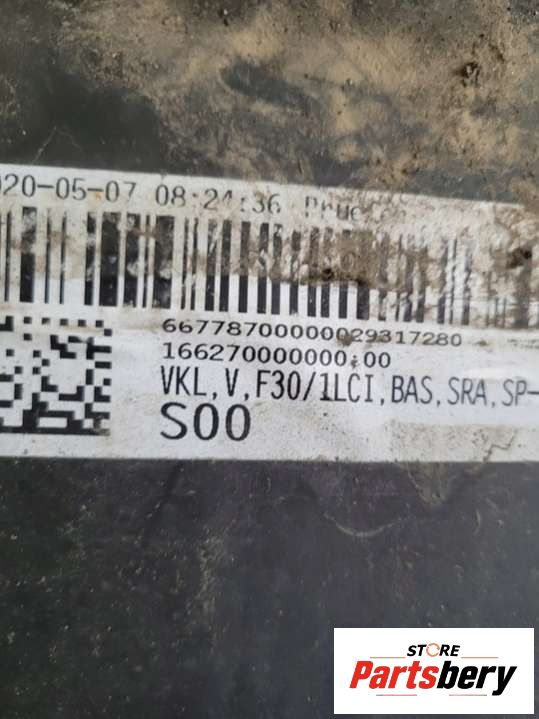 020-05-07 08:24:36
66778700000029317280
166270000000;00
VKL,V,F30/1LCI,BAS,SRA,SP-
S00
STORE
Partsbery